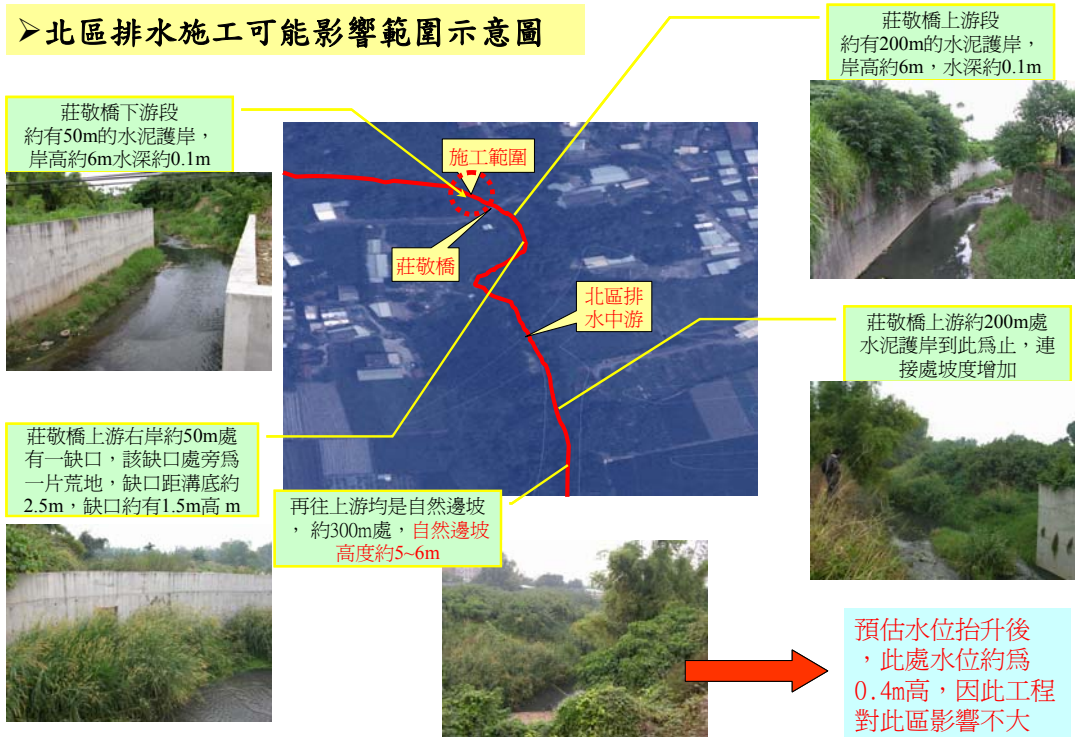 ➢北區排水施工可能影響範圍示意圖
莊敬橋上游段
約有200m的水泥護岸，
岸高約6m，水深約0.1m
莊敬橋下游段
約有50m的水泥護岸，
岸高約6m水深約0.1m
施工範圍
莊敬橋
北區排
水中游
莊敬橋上游約200m處
水泥護岸到此為止，連
接處坡度增加
莊敬橋上游右岸約50m處
有一缺口，該缺口處旁為
一片荒地，缺口距溝底約
2.5m，缺口約有1.5m高 m
再往上游均是自然邊坡
，約300m處，自然邊坡
高度約5~6m
預估水位抬升後
，此處水位約為
0.4m高，因此工程
對此區影響不大